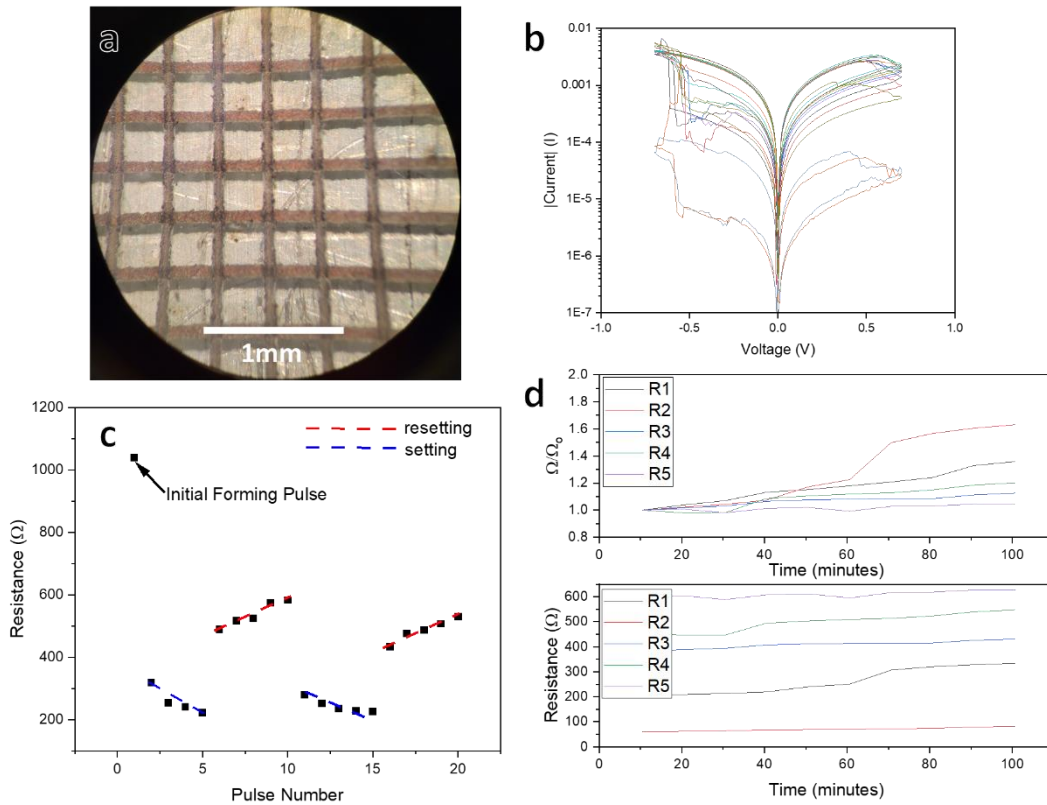 a
1mm
b
0.01
0.001
1E-4
1E-5
1E-6
1E-7
|Current| (I)
-1.0
-0.5
0.0
0.5
1.0
Voltage (V)
c
1200
1000
800
600
400
200
Resistance (Ω)
resetting
setting
Initial Forming Pulse
0
5
10
15
20
Pulse Number
d
2.0
1.8
1.6
1.4
1.2
1.0
0.8
Ω/Ωo
R1
R2
R3
R4
R5
0
20
40
60
80
100
Time (minutes)
600
500
400
300
200
100
0
Resistance (Ω)
R1
R2
R3
R4
R5
0
20
40
60
80
100
Time (minutes)